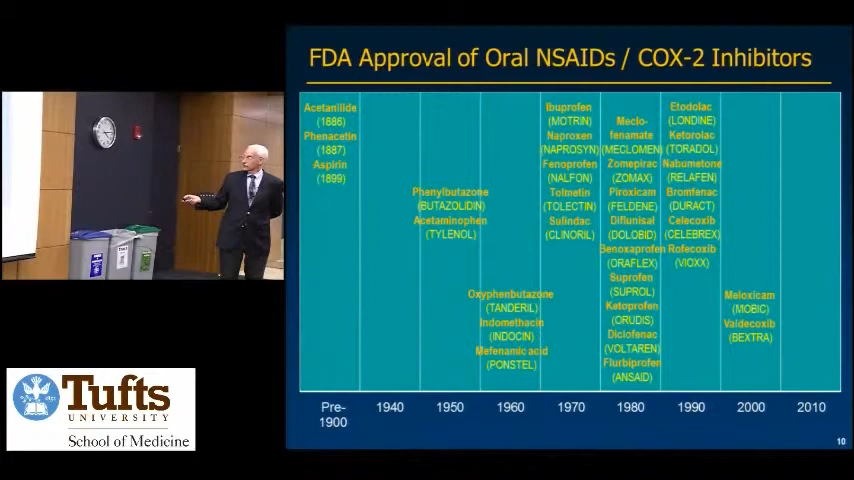 FDA Approval of Oral NSAIDs / COX-2 Inhibitors
Acetanilide
(1886)
Phenacetin
(1887)
Aspirin
(1899)
Phenylbutazone
(BUTAZOLIDIN)
Acetaminophen
(TYLENOL)
Oxyphenbutazone
(TANDERIL)
Indomethacin
(INDOCIN)
Mefenamic acid
(PONSTEL)
Ibuprofen
(MOTRIN)
Naproxen
(NAPROSYN)
Fenoprofen
(NALFON)
Tolmetin
(TOLECTIN)
Sulindac
(CLINORIL)
Meclo-
fenamate
(MECLOMEN)
Zomepirac
(ZOMAX)
Piroxicam
(FELDENE)
Diflunisal
(DOLOBID)
Benoxaprofen
(ORAFLEX)
Suprofen
(SUPROL)
Ketoprofen
(ORUDIS)
Diclofenac
(VOLTAREN)
Flurbiprofen
(ANSAID)
Etodolac
(LONDINE)
Ketorolac
(TORADOL)
Nabumetone
(RELAFEN)
Bromfenac
(DURACT)
Celecoxib
(CELEBREX)
Rofecoxib
(VIOXX)
Meloxicam
(MOBIC)
Valdecoxib
(BEXTRA)
Pre-
1900
1940
1950
1960
1970
1980
1990
2000
2010
10
Tufts
UNIVERSITY
School of Medicine